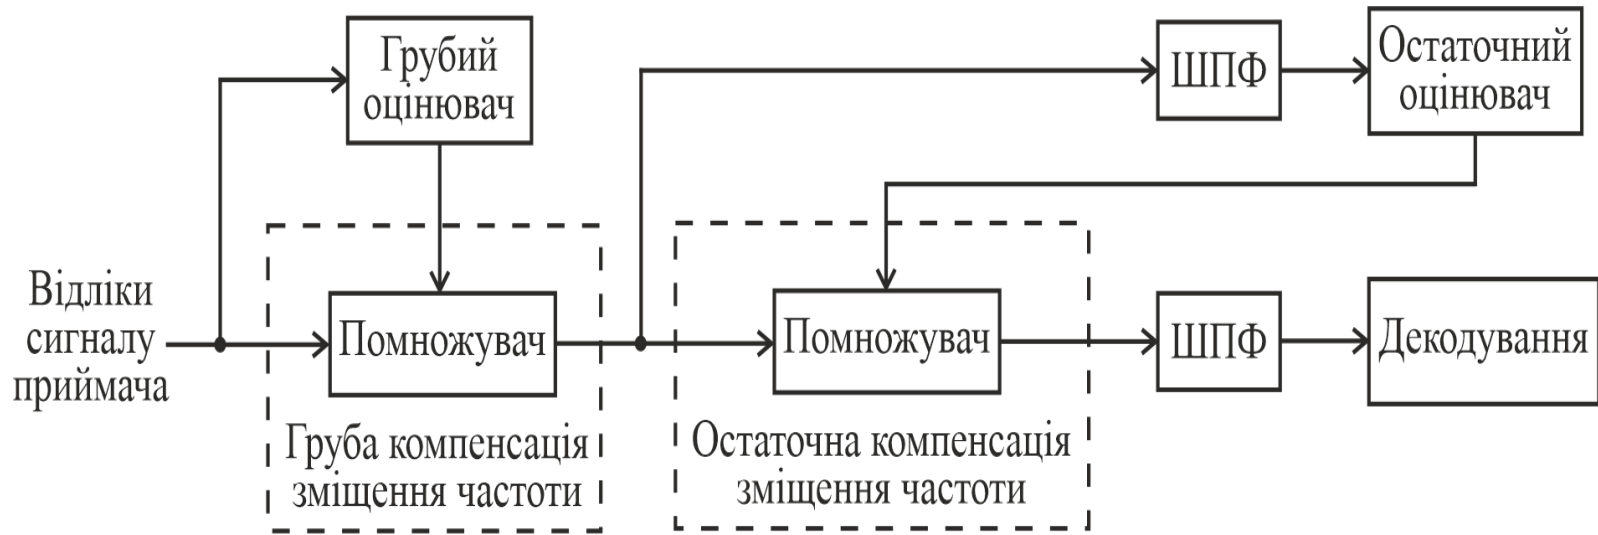 Грубий
оцінювач
ШПФ
Остаточний
оцінювач
Відліки
сигналу
приймача
Помножувач
Груба компенсація
зміщення частоти
Помножувач
Остаточна компенсація
зміщення частоти
ШПФ
Декодування